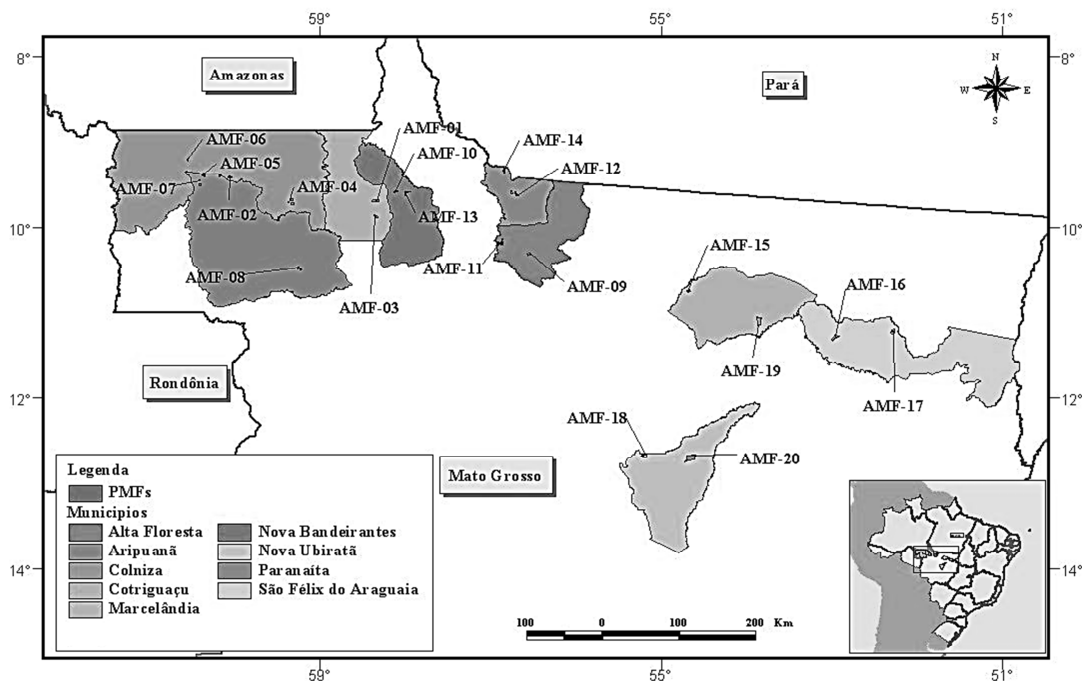 59°
55°
51°
8°
8°
Amazonas
Pará
N
W
E
S
AMF-06
AMF-01
AMF-14
AMF-05
AMF-10
AMF-12
AMF-07
AMF-04
AMF-02
AMF-13
10°
10°
AMF-15
AMF-11
AMF-08
AMF-09
AMF-16
AMF-03
AMF-19
Rondônia
12°
12°
AMF-17
AMF-18
AMF-20
Mato Grosso
Legenda
PMFs
Municipios
Alta Floresta
Nova Bandeirantes
Aripuanã
Nova Ubiratã
Colniza
Paranaíta
Cotriguaçu
São Félix do Araguaia
Marcelândia
14°
14°
100 0 100 200 Km
59°
55°
51°